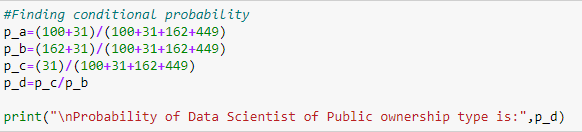 #Finding conditional probability
p_a=(100+31)/(100+31+162+449)
p_b=(162+31)/(100+31+162+449)
p_c=(31)/(100+31+162+449)
p_d=p_c/p_b
print("\nProbability of Data Scientist of Public ownership type is:",p_d)